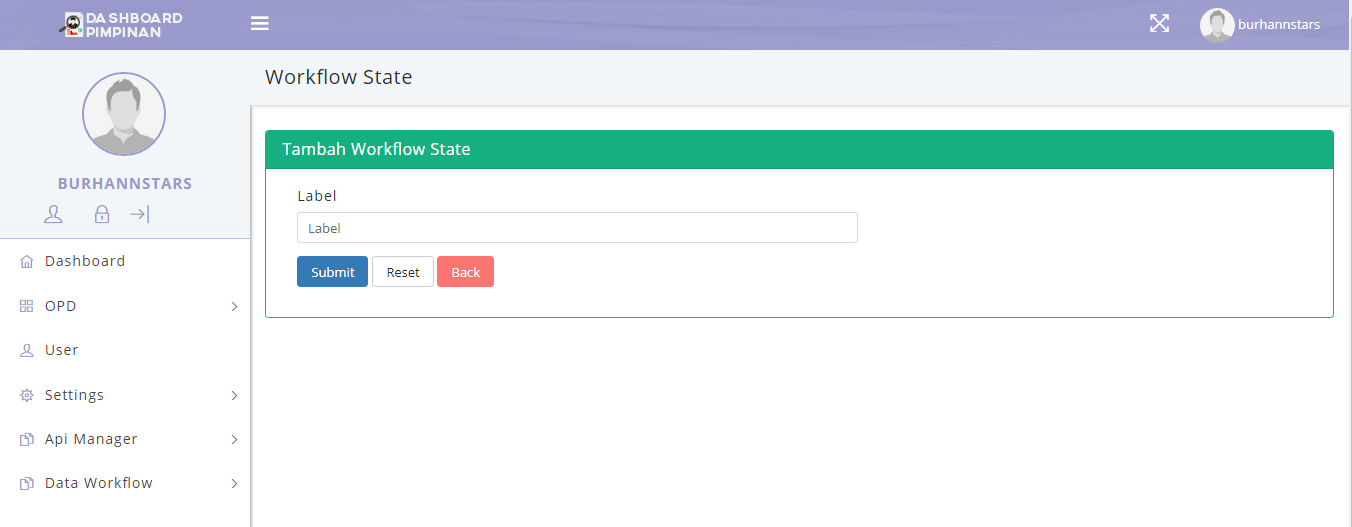 DASHBOARD
PIMPINAN
burhannstars
BURHANNSTARS
Dashboard
OPD
User
Settings
Api Manager
Data Workflow
Workflow State
Tambah Workflow State
Label
Label
Submit Reset Back